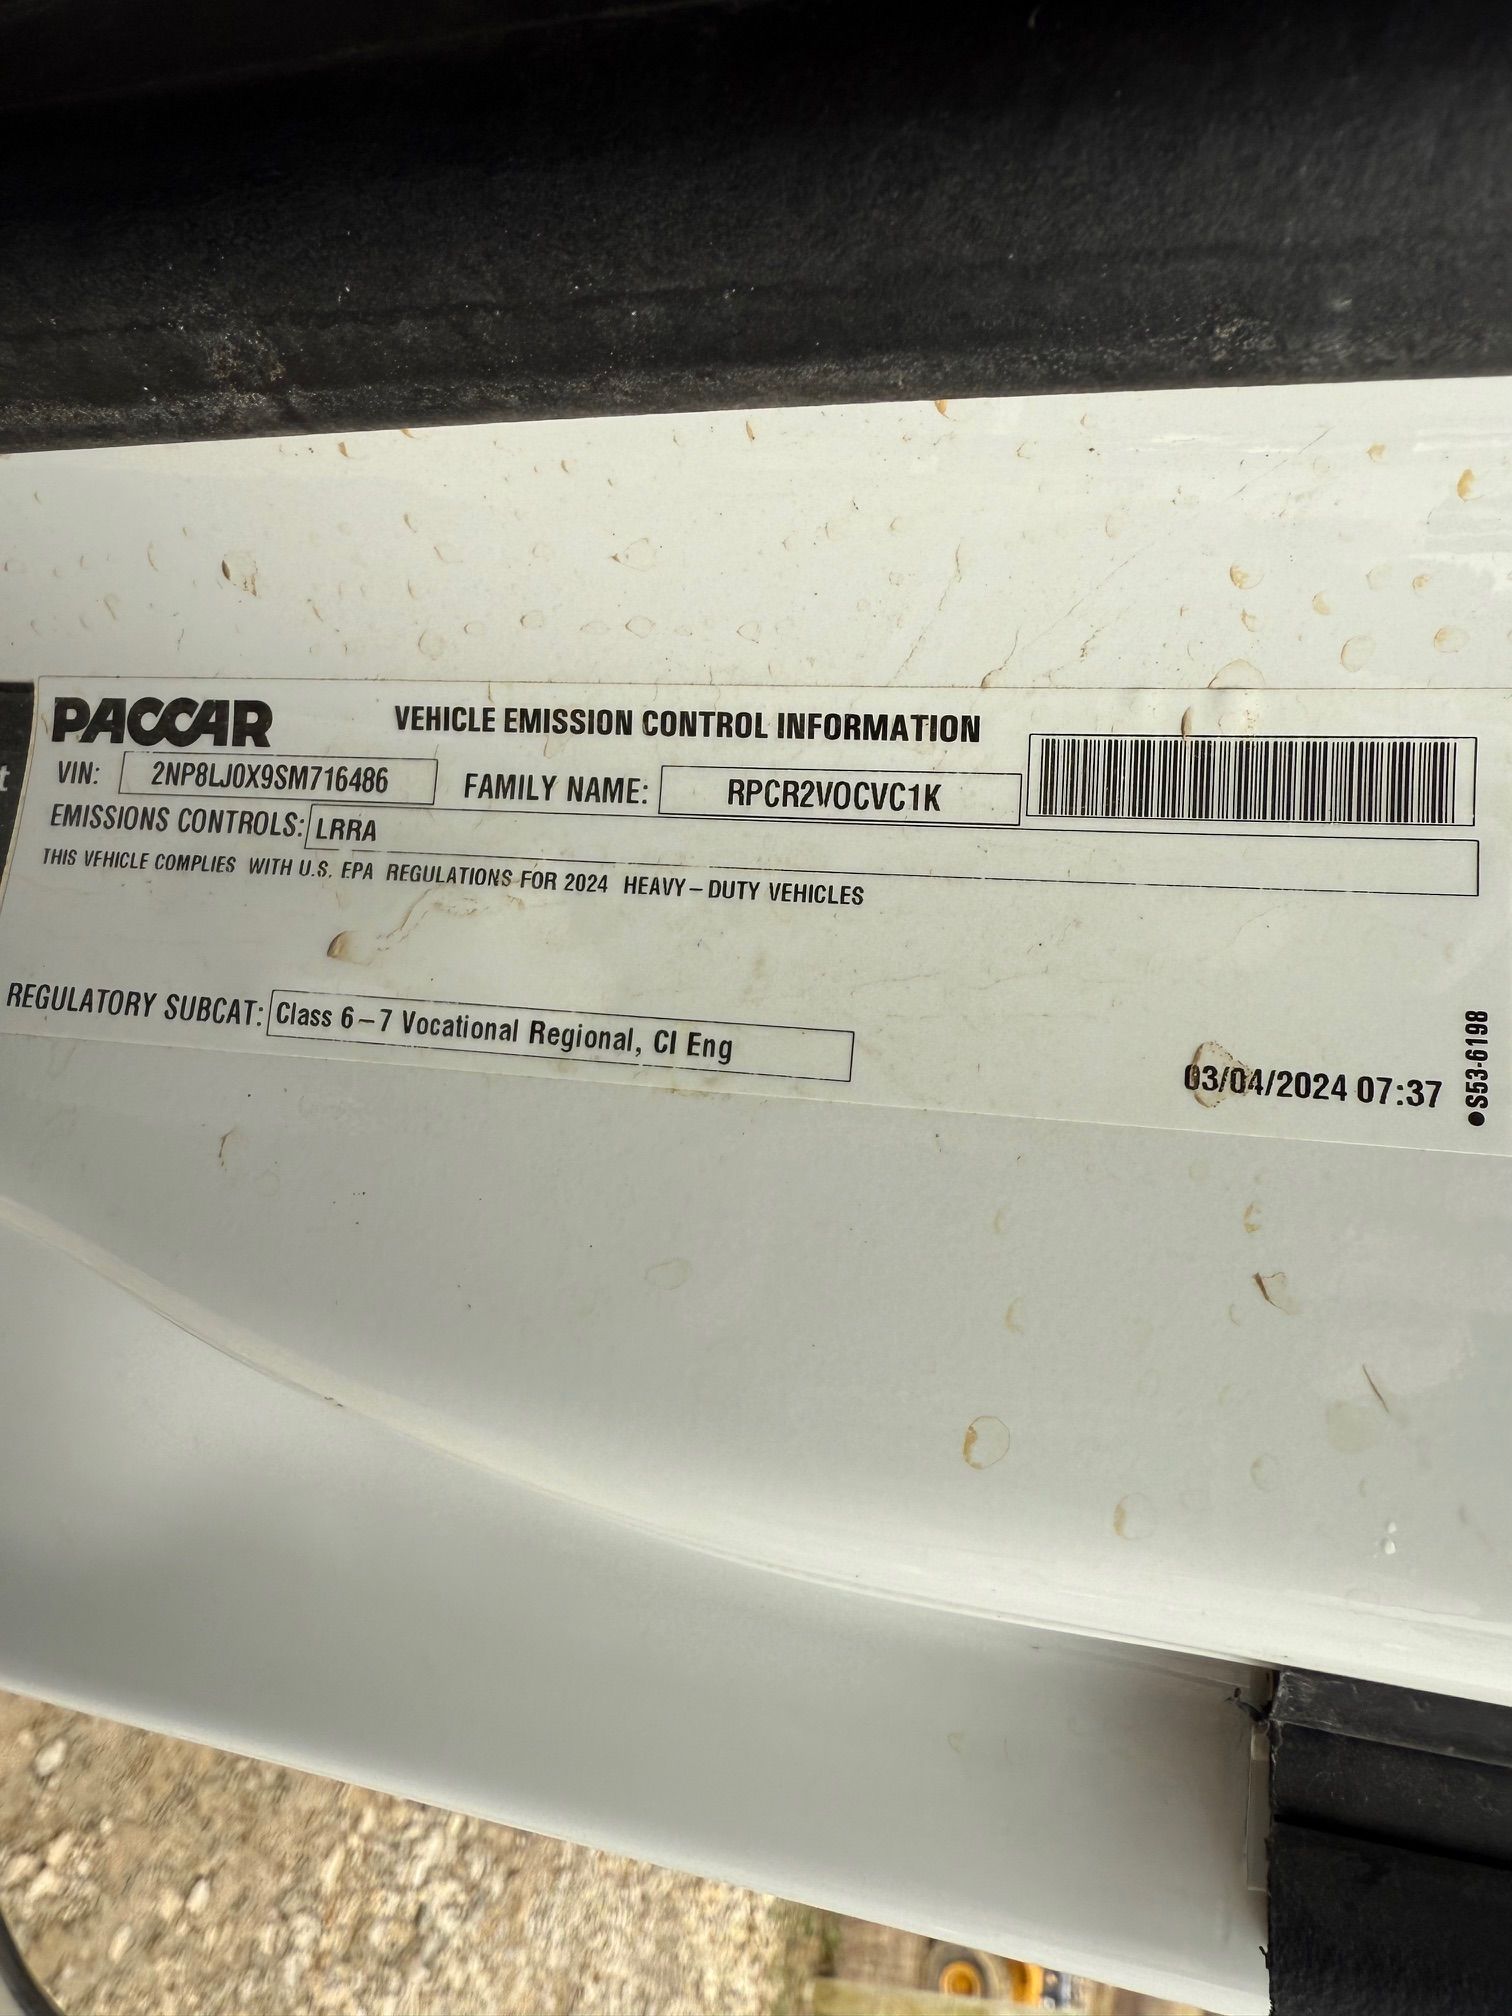 PACCAR VEHICLE EMISSION CONTROL INFORMATION
VIN: 2NP8LJ0X9SM716486 FAMILY NAME: RPCR2VOCVC1K
EMISSIONS CONTROLS: LRRA
THIS VEHICLE COMPLIES WITH U.S. EPA REGULATIONS FOR 2024 HEAVY-DUTY VEHICLES
REGULATORY SUBCAT: Class 6-7 Vocational Regional, CI Eng
03/04/2024 07:37
●S53-6198
t